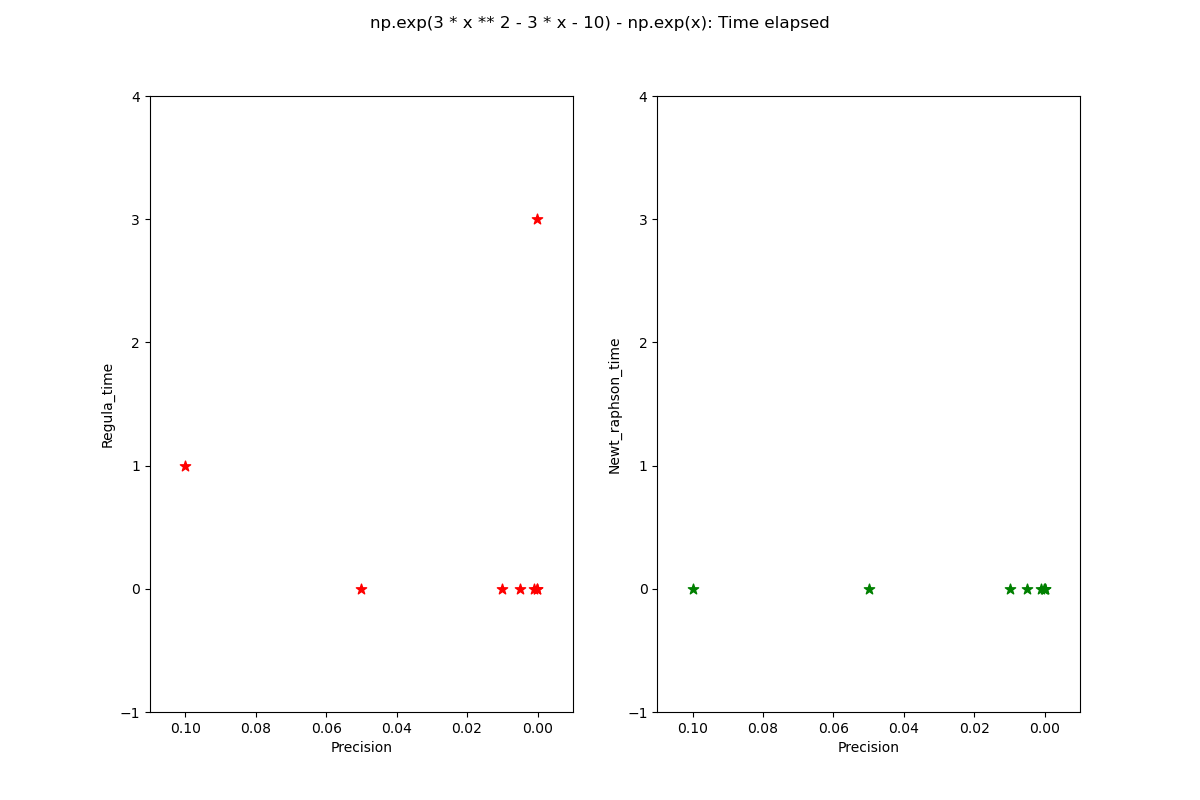 np.exp(3 * x ** 2 - 3 * x - 10) - np.exp(x): Time elapsed
4
3
2
1
0
−1
Regula_time
0.10 0.08 0.06 0.04 0.02 0.00
Precision
4
3
2
1
0
−1
Newt_raphson_time
0.10 0.08 0.06 0.04 0.02 0.00
Precision